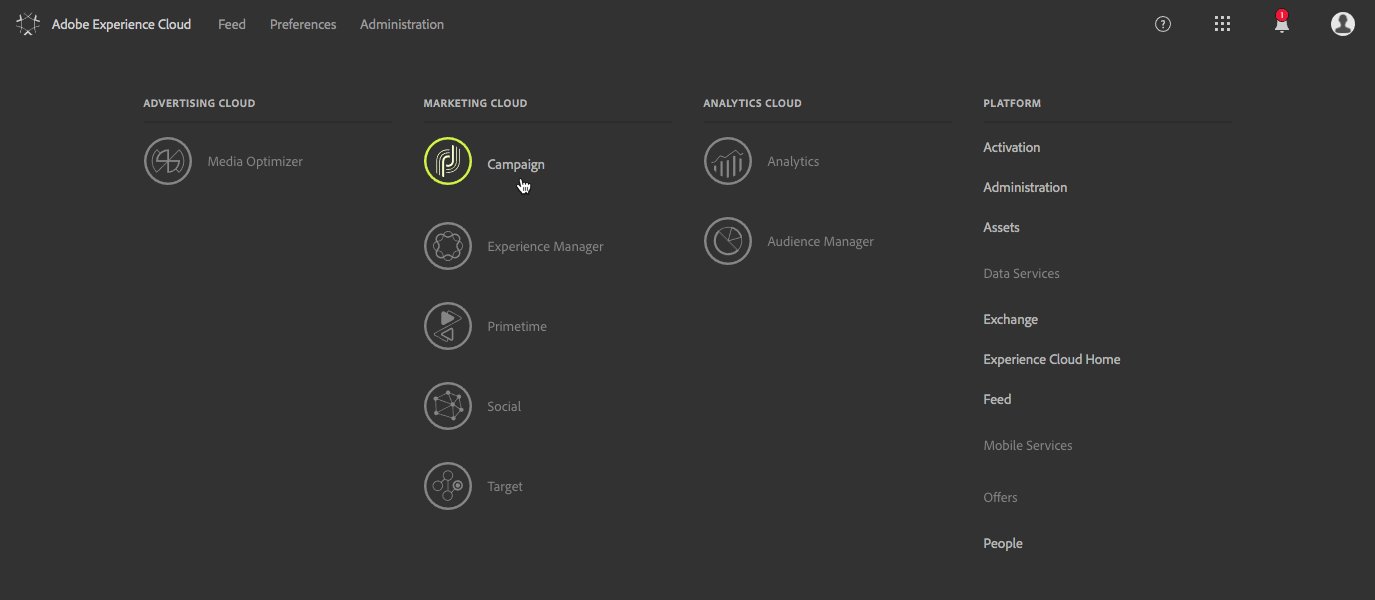 Adobe Experience Cloud Feed Preferences Administration
? 1
ADVERTISING CLOUD
Media Optimizer
MARKETING CLOUD
Campaign
Experience Manager
Primetime
Social
Target
ANALYTICS CLOUD
Analytics
Audience Manager
PLATFORM
Activation
Administration
Assets
Data Services
Exchange
Experience Cloud Home
Feed
Mobile Services
Offers
People